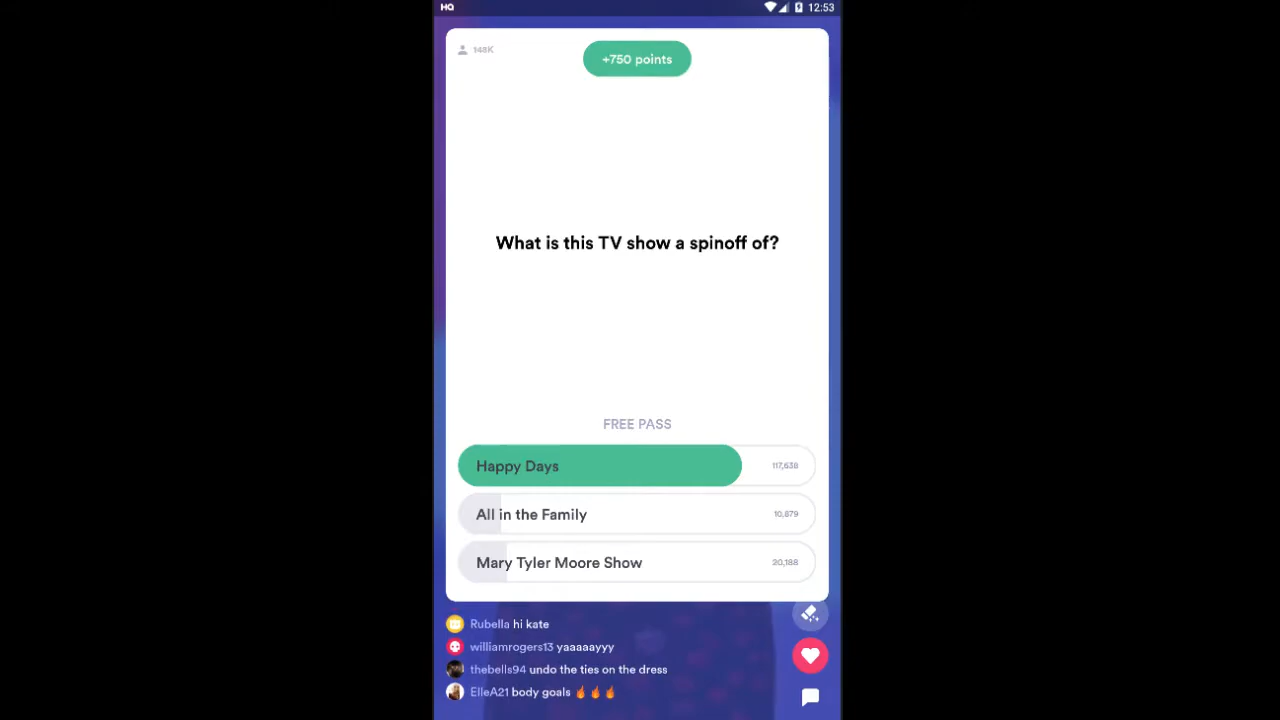 HQ 12:53
148K
+750 points
What is this TV show a spinoff of?
FREE PASS
Happy Days 117,638
All in the Family 10,879
Mary Tyler Moore Show 20,188
Rubella hi kate
williamrogers13 yaaaaayyy
thebells94 undo the ties on the dress
ElleA21 body goals 🔥🔥🔥